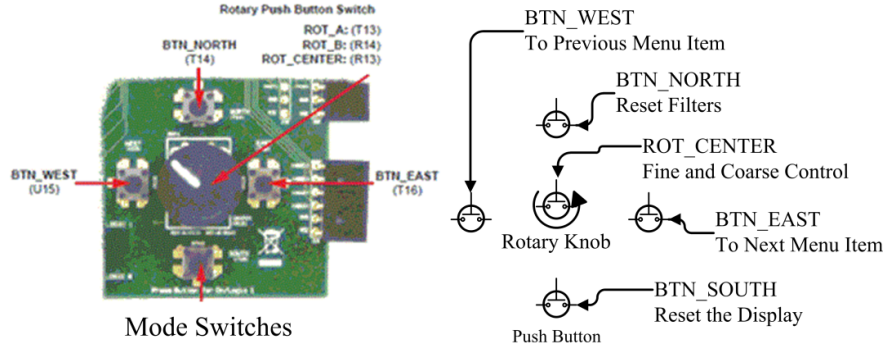 Rotary Push Button Switch
ROT_A: (T13)
ROT_B: (R14)
ROT_CENTER: (R13)
BTN_NORTH
(T14)
BTN_WEST
(U15)
BTN_EAST
(T16)
Mode Switches
BTN_WEST
To Previous Menu Item
BTN_NORTH
Reset Filters
ROT_CENTER
Fine and Coarse Control
Rotary Knob
BTN_EAST
To Next Menu Item
BTN_SOUTH
Reset the Display
Push Button